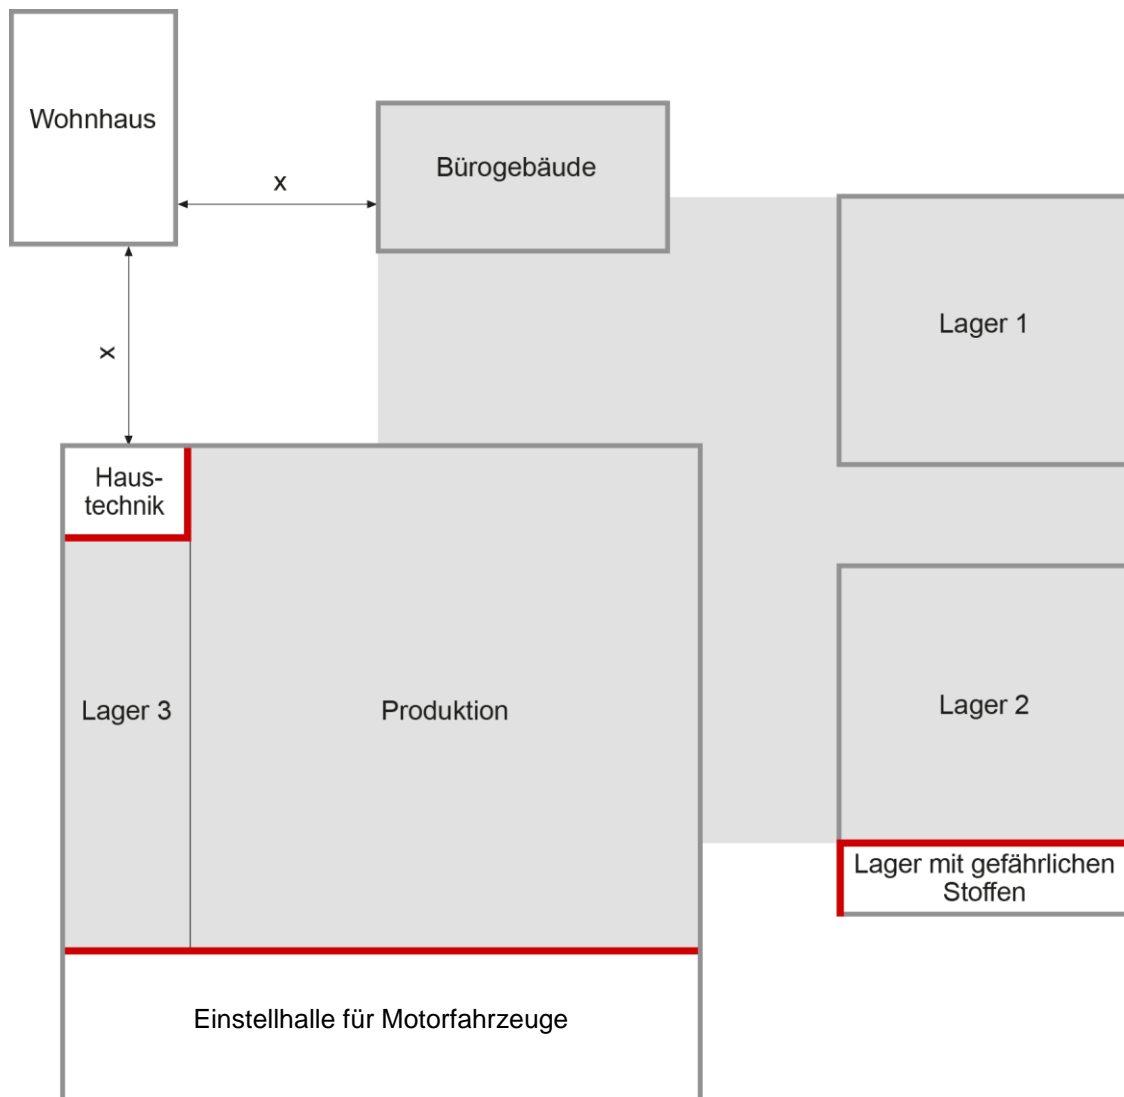 Wohnhaus
Bürogebäude
x
Lager 1
x
Haus-
technik
Lager 3
Produktion
Lager 2
Lager mit gefährlichen
Stoffen
Einstellhalle für Motorfahrzeuge